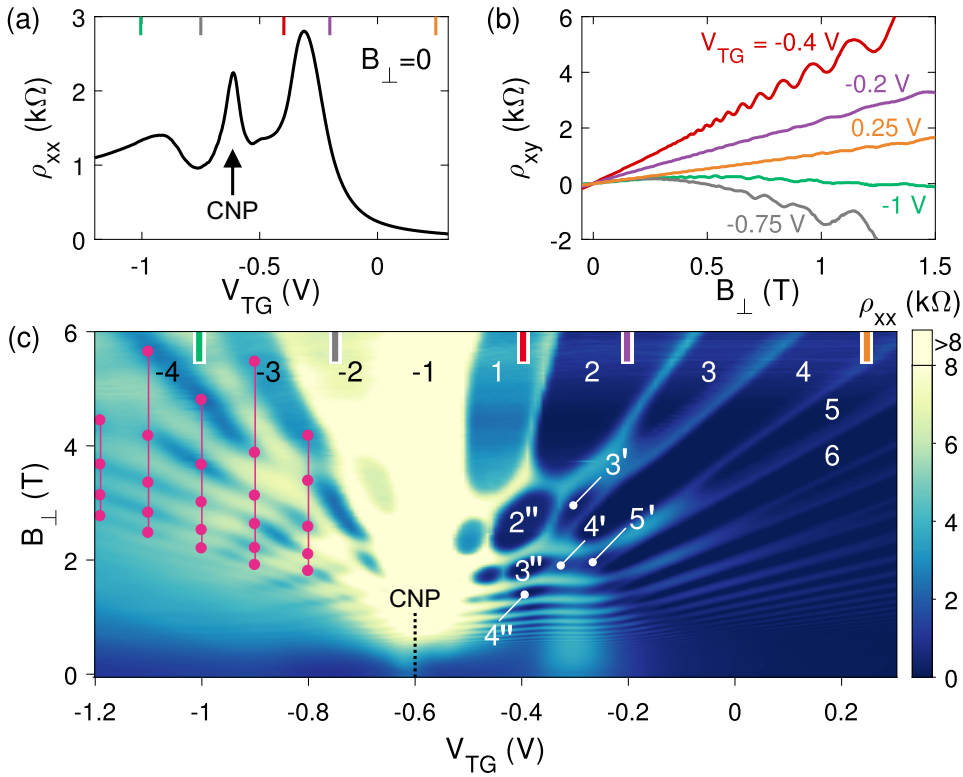 (a)
3
2
1
0
ρxx (kΩ)
B⊥=0
CNP
-1
-0.5
0
VTG (V)
(b)
6
4
2
0
-2
ρxy (kΩ)
VTG = -0.4 V
-0.2 V
0.25 V
-1 V
-0.75 V
0
0.5
1
1.5
B⊥ (T)
(c)
6
4
2
0
B⊥ (T)
-4
-3
-2
-1
1
2
3
4
5
6
3'
2"
4'
5'
3"
4"
CNP
-1.2
-1
-0.8
-0.6
-0.4
-0.2
0
0.2
VTG (V)
ρxx (kΩ)
>8
8
6
4
2
0